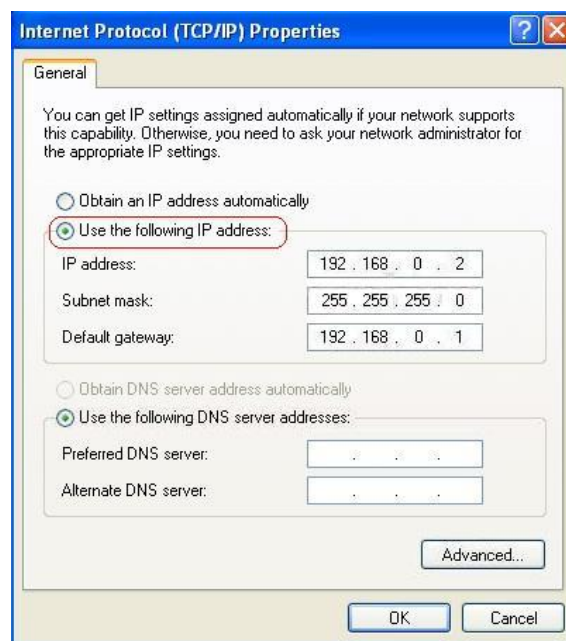 Internet Protocol (TCP/IP) Properties
General
You can get IP settings assigned automatically if your network supports
this capability. Otherwise, you need to ask your network administrator for
the appropriate IP settings.
Obtain an IP address automatically
Use the following IP address:
IP address: 192 . 168 . 0 . 2
Subnet mask: 255 . 255 . 255 . 0
Default gateway: 192 . 168 . 0 . 1
Obtain DNS server address automatically
Use the following DNS server addresses:
Preferred DNS server: . . .
Alternate DNS server: . . .
Advanced...
OK Cancel